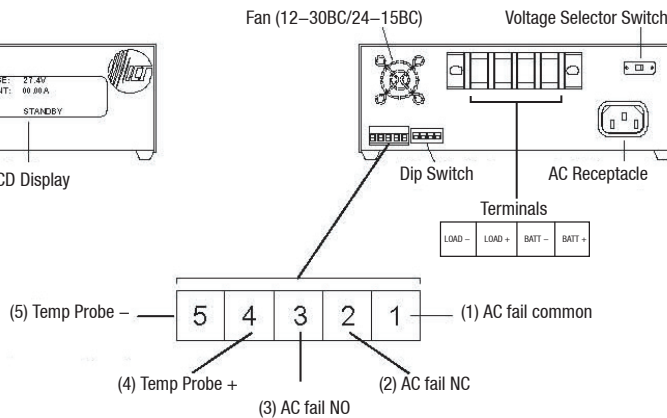 Fan (12–30BC/24–15BC)
Voltage Selector Switch
27.4V
00.00A
STANDBY
CD Display
Dip Switch
AC Receptacle
Terminals
LOAD – LOAD + BATT – BATT +
(5) Temp Probe –
5 4 3 2 1
(1) AC fail common
(4) Temp Probe +
(2) AC fail NC
(3) AC fail NO